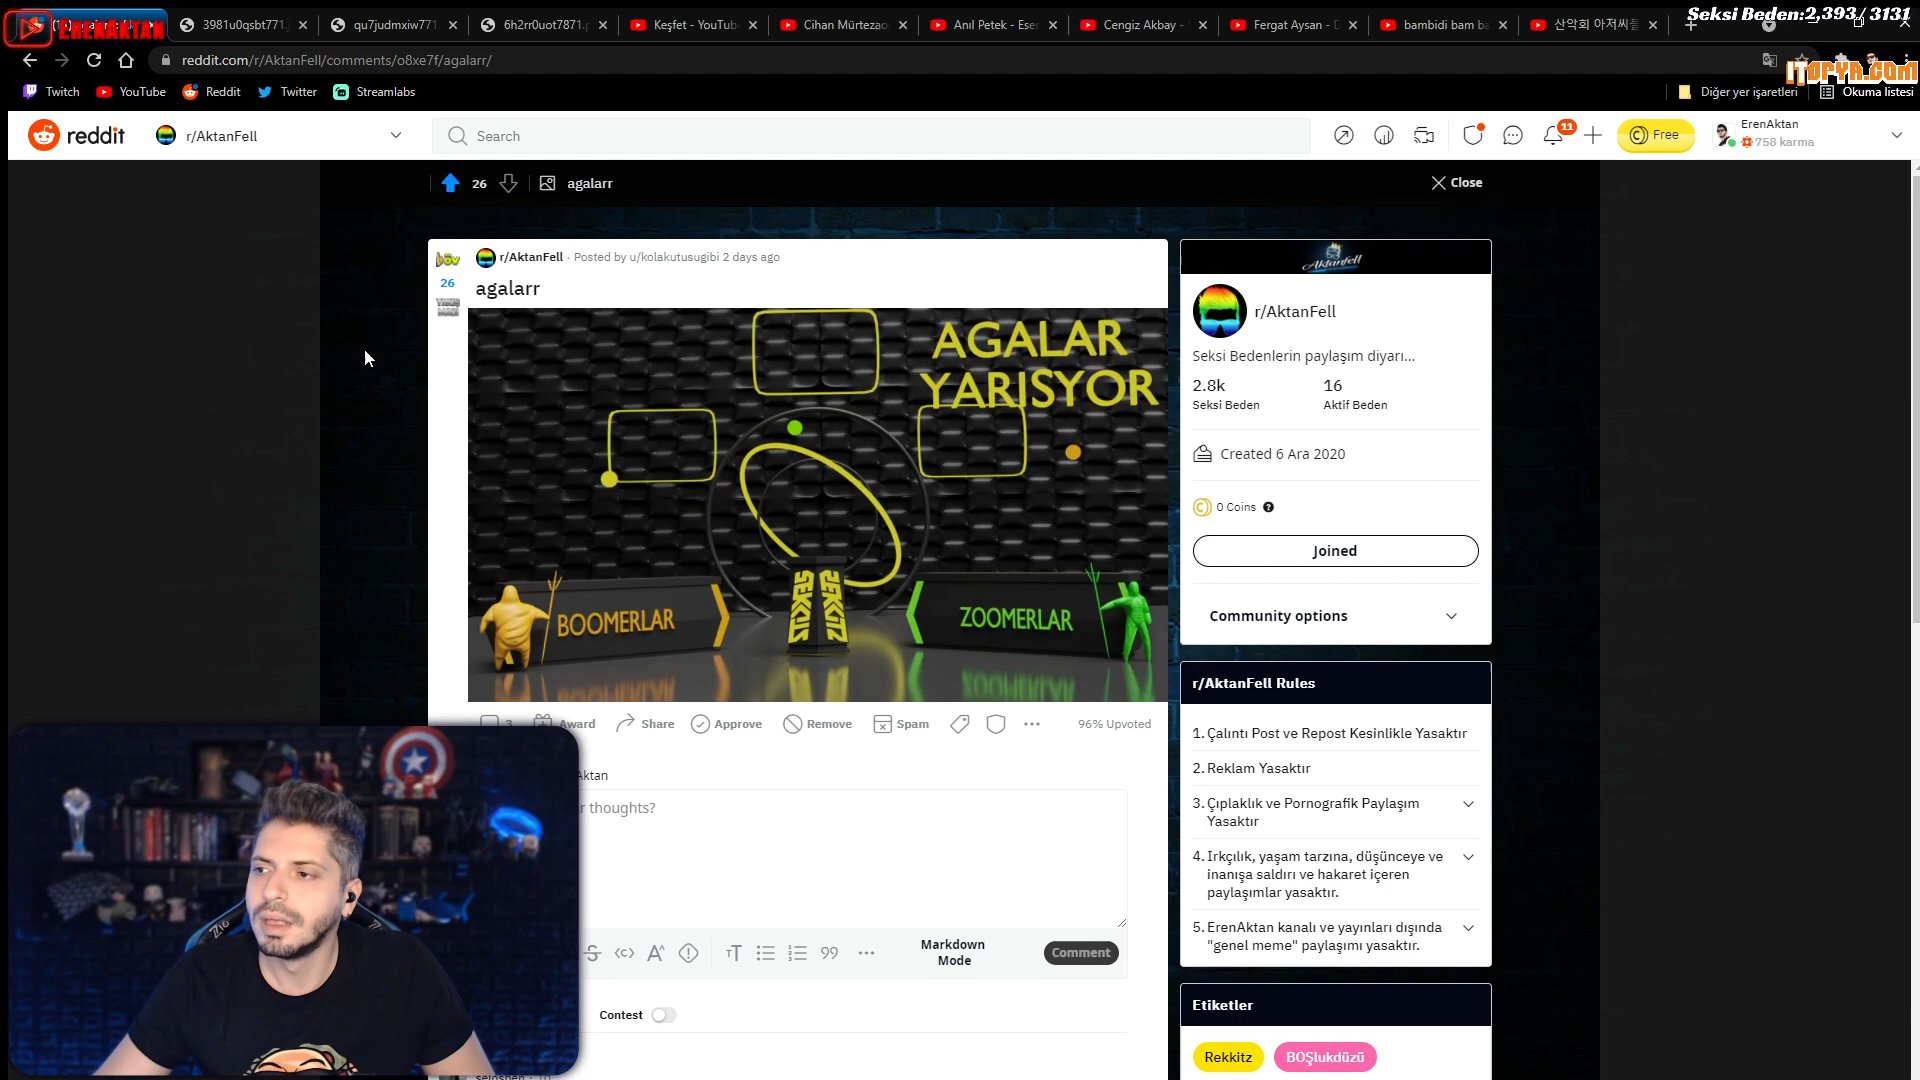 ERENAKTAN
3981u0qsbt771.
qu7judmxiw771
6h2rr0uot7871.p
Keşfet - YouTube
Cihan Mürtezao
Anıl Petek - Eser
Cengiz Akbay -
Fergat Aysan - D
bambidi bam ba
산악회 아저씨들
Seksi Beden:2,393/ 3131
reddit.com/r/AktanFell/comments/o8xe7f/agalarr/
iTOPYA.COM
Twitch
YouTube
Reddit
Twitter
Streamlabs
Diğer yer işaretleri
Okuma listesi
reddit
r/AktanFell
Search
11
Free
ErenAktan
758 karma
26
agalarr
Close
r/AktanFell · Posted by u/kolakutusugibi 2 days ago
26
agalarr
AGALAR
YARISYOR
BOOMERLAR
SEKKIZ
SEKKIZ
ZOOMERLAR
3
Award
Share
Approve
Remove
Spam
96% Upvoted
Aktan
r thoughts?
Markdown
Mode
Comment
Contest
Aktanfell
r/AktanFell
Seksi Bedenlerin paylaşım diyarı...
2.8k
16
Seksi Beden
Aktif Beden
Created 6 Ara 2020
0 Coins
Joined
Community options
r/AktanFell Rules
1. Çalıntı Post ve Repost Kesinlikle Yasaktır
2. Reklam Yasaktır
3. Çıplaklık ve Pornografik Paylaşım
Yasaktır
4. Irkçılık, yaşam tarzına, düşünceye ve
inanışa saldırı ve hakaret içeren
paylaşımlar yasaktır.
5. ErenAktan kanalı ve yayınları dışında
"genel meme" paylaşımı yasaktır.
Etiketler
Rekkitz
BOŞlukdüzü